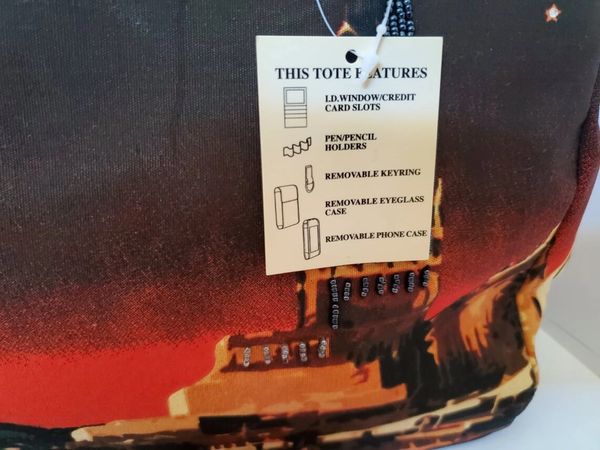 THIS TOTE FEATURES
I.D.WINDOW/CREDIT
CARD SLOTS
PEN/PENCIL
HOLDERS
REMOVABLE KEYRING
REMOVABLE EYEGLASS
CASE
REMOVABLE PHONE CASE